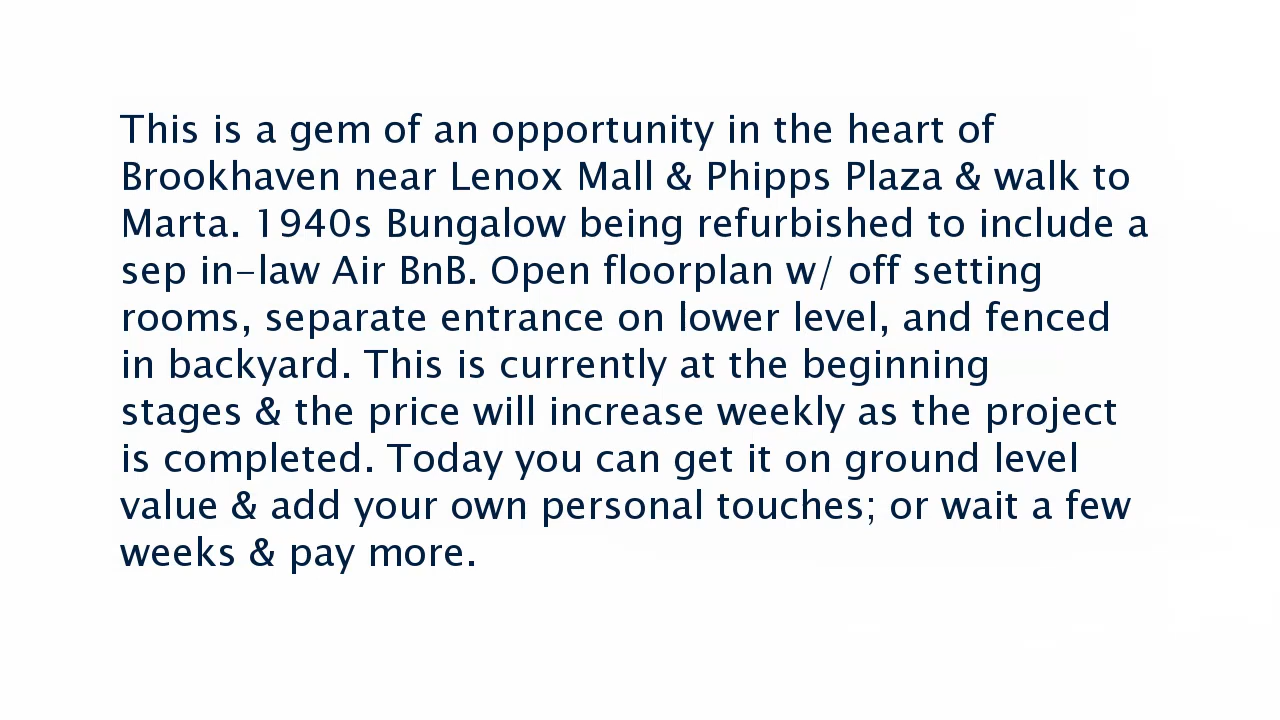 This is a gem of an opportunity in the heart of
Brookhaven near Lenox Mall & Phipps Plaza & walk to
Marta. 1940s Bungalow being refurbished to include a
sep in-law Air BnB. Open floorplan w/ off setting
rooms, separate entrance on lower level, and fenced
in backyard. This is currently at the beginning
stages & the price will increase weekly as the project
is completed. Today you can get it on ground level
value & add your own personal touches; or wait a few
weeks & pay more.